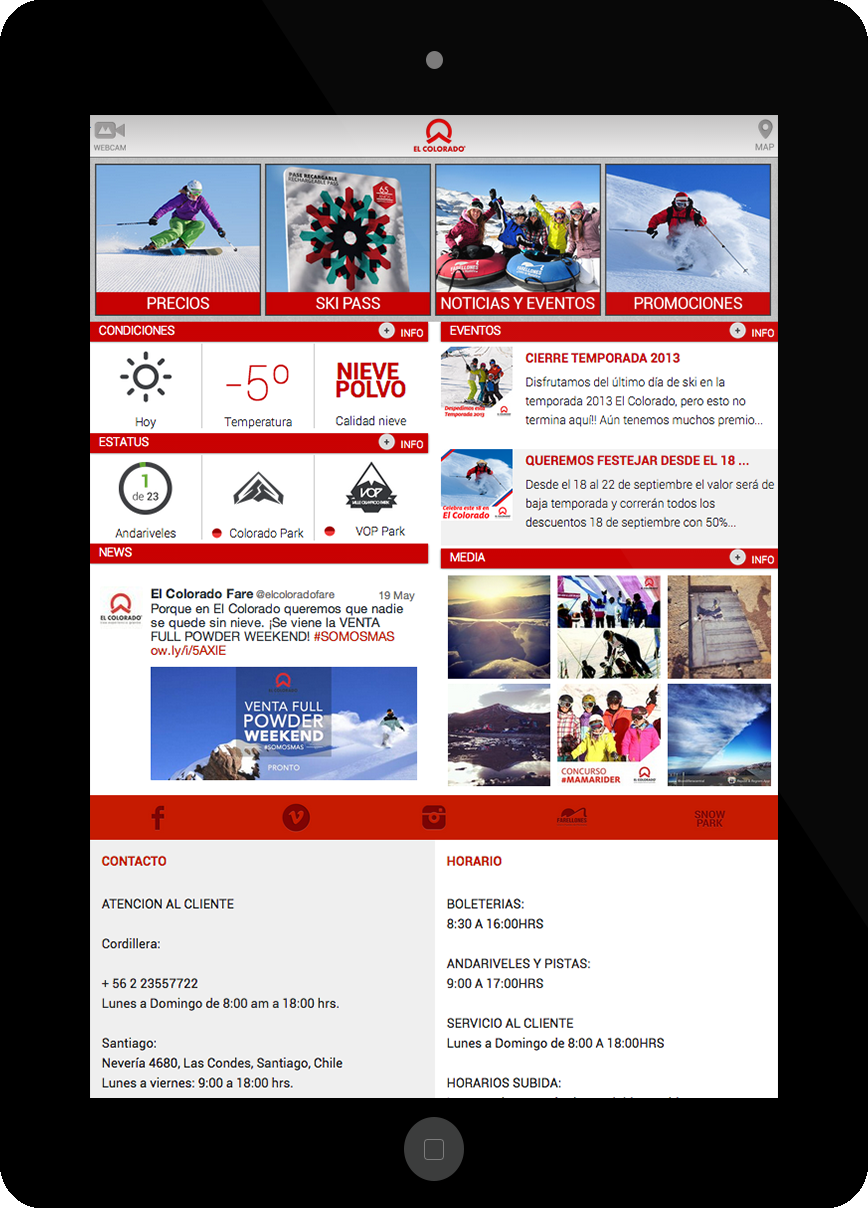 WEBCAM
EL COLORADO
MAP
PASE RECARGABLE
RECHARGEABLE PASS
65
PRECIOS
SKI PASS
NOTICIAS Y EVENTOS
PROMOCIONES
CONDICIONES
+ INFO
Hoy
-5º
Temperatura
NIEVE
POLVO
Calidad nieve
ESTATUS
+ INFO
1
de 23
Andariveles
Colorado Park
VOP
VOP Park
NEWS
EL COLORADO
El Colorado Fare @elcoloradofare 19 May
Porque en El Colorado queremos que nadie
se quede sin nieve. ¡Se viene la VENTA
FULL POWDER WEEKEND! #SOMOSMAS
ow.ly/i/5AXIE
EL COLORADO
VENTA FULL
POWDER
WEEKEND
#SOMOSMAS
PRONTO
EVENTOS
+ INFO
Despedimos esta
Temporada 2013
CIERRE TEMPORADA 2013
Disfrutamos del último día de ski en la
temporada 2013 El Colorado, pero esto no
termina aquí!! Aún tenemos muchos premio...
Celebra este 18 en
El Colorado
QUEREMOS FESTEJAR DESDE EL 18 ...
Desde el 18 al 22 de septiembre el valor será de
baja temporada y correrán todos los
descuentos 18 de septiembre con 50%...
MEDIA
+ INFO
CONCURSO
#MAMARIDER
EL COLORADO
FARELLONES
SNOW
PARK
CONTACTO
ATENCION AL CLIENTE
Cordillera:
+ 56 2 23557722
Lunes a Domingo de 8:00 am a 18:00 hrs.
Santiago:
Nevería 4680, Las Condes, Santiago, Chile
Lunes a viernes: 9:00 a 18:00 hrs.
HORARIO
BOLETERIAS:
8:30 A 16:00HRS
ANDARIVELES Y PISTAS:
9:00 A 17:00HRS
SERVICIO AL CLIENTE
Lunes a Domingo de 8:00 A 18:00HRS
HORARIOS SUBIDA: